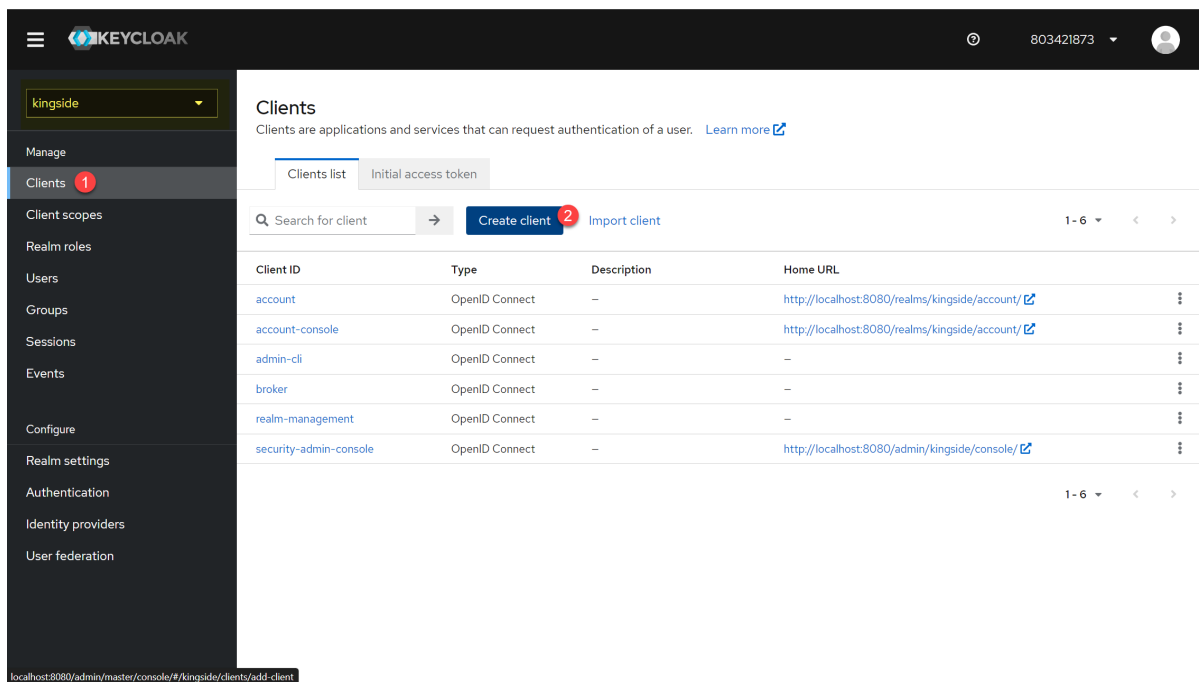 KEYCLOAK
803421873
kingside
Manage
Clients 1
Client scopes
Realm roles
Users
Groups
Sessions
Events
Configure
Realm settings
Authentication
Identity providers
User federation
Clients
Clients are applications and services that can request authentication of a user. Learn more
Clients list Initial access token
Search for client Create client 2 Import client 1 - 6
Client ID Type Description Home URL
account OpenID Connect – http://localhost:8080/realms/kingside/account/
account-console OpenID Connect – http://localhost:8080/realms/kingside/account/
admin-cli OpenID Connect – –
broker OpenID Connect – –
realm-management OpenID Connect – –
security-admin-console OpenID Connect – http://localhost:8080/admin/kingside/console/
1 - 6
localhost:8080/admin/master/console/#/kingside/clients/add-client